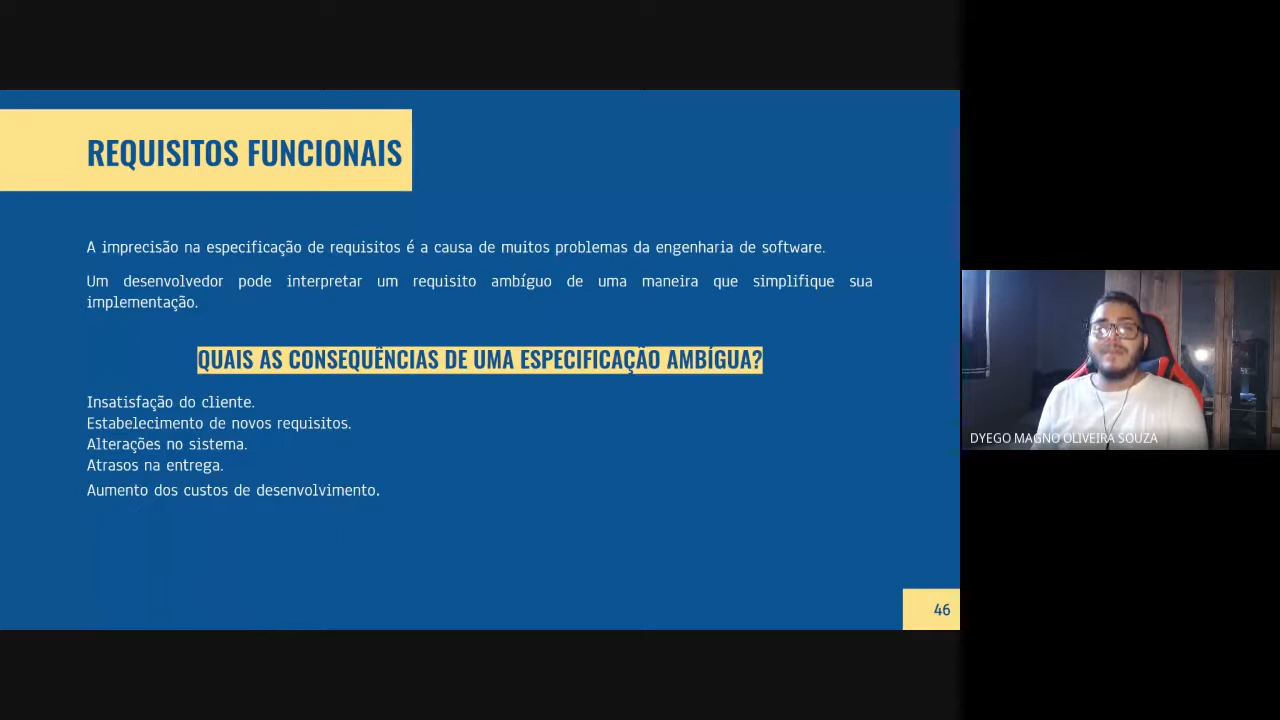 REQUISITOS FUNCIONAIS
A imprecisão na especificação de requisitos é a causa de muitos problemas da engenharia de software.
Um desenvolvedor pode interpretar um requisito ambíguo de uma maneira que simplifique sua
implementação.
QUAIS AS CONSEQUÊNCIAS DE UMA ESPECIFICAÇÃO AMBÍGUA?
Insatisfação do cliente.
Estabelecimento de novos requisitos.
Alterações no sistema.
Atrasos na entrega.
Aumento dos custos de desenvolvimento.
46
DYEGO MAGNO OLIVEIRA SOUZA